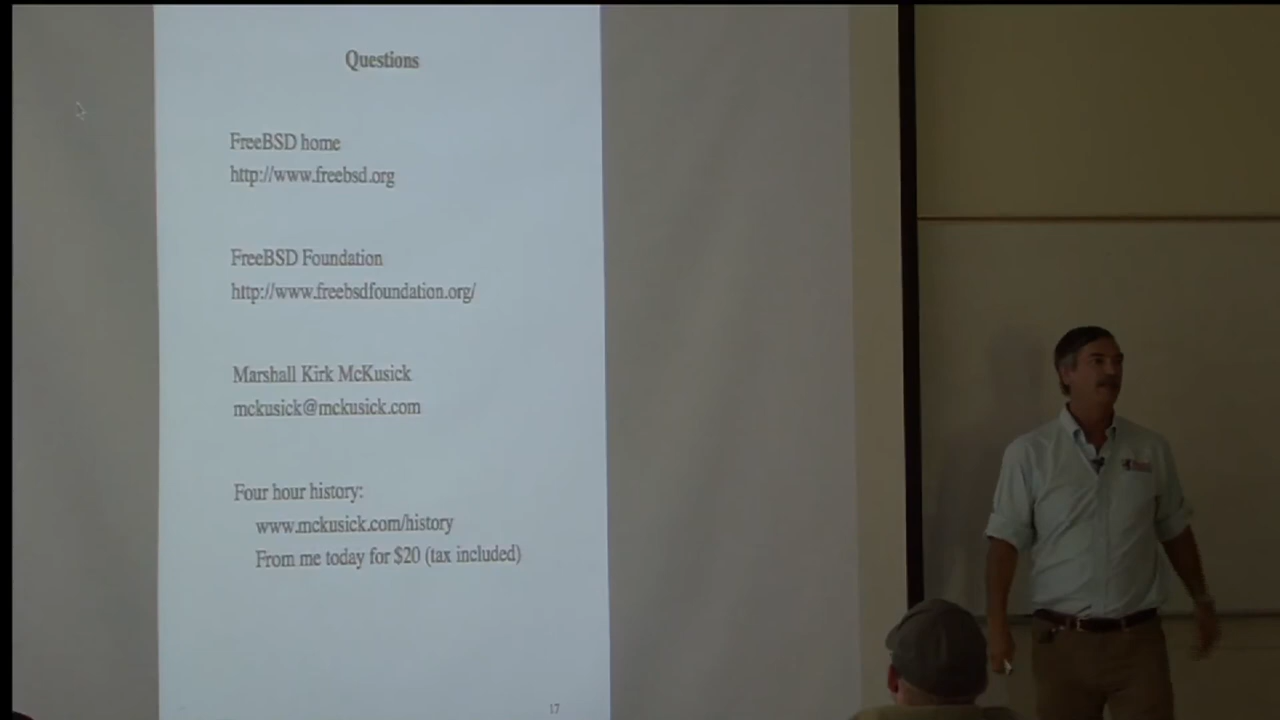 Questions
FreeBSD home
http://www.freebsd.org
FreeBSD Foundation
http://www.freebsdfoundation.org/
Marshall Kirk McKusick
mckusick@mckusick.com
Four hour history:
www.mckusick.com/history
From me today for $20 (tax included)
17